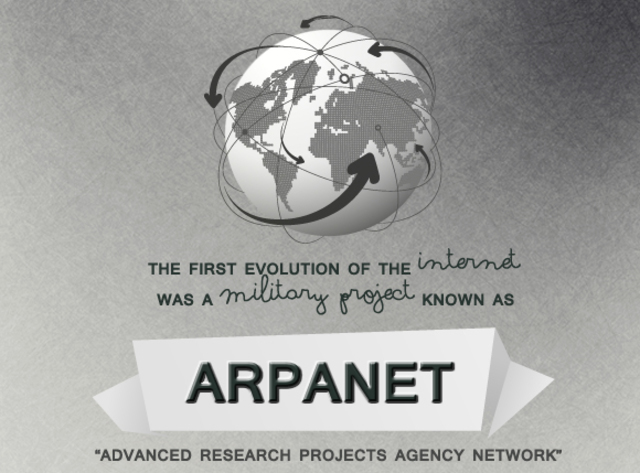 THE FIRST EVOLUTION OF THE internet
WAS A military project KNOWN AS
ARPANET
"ADVANCED RESEARCH PROJECTS AGENCY NETWORK"